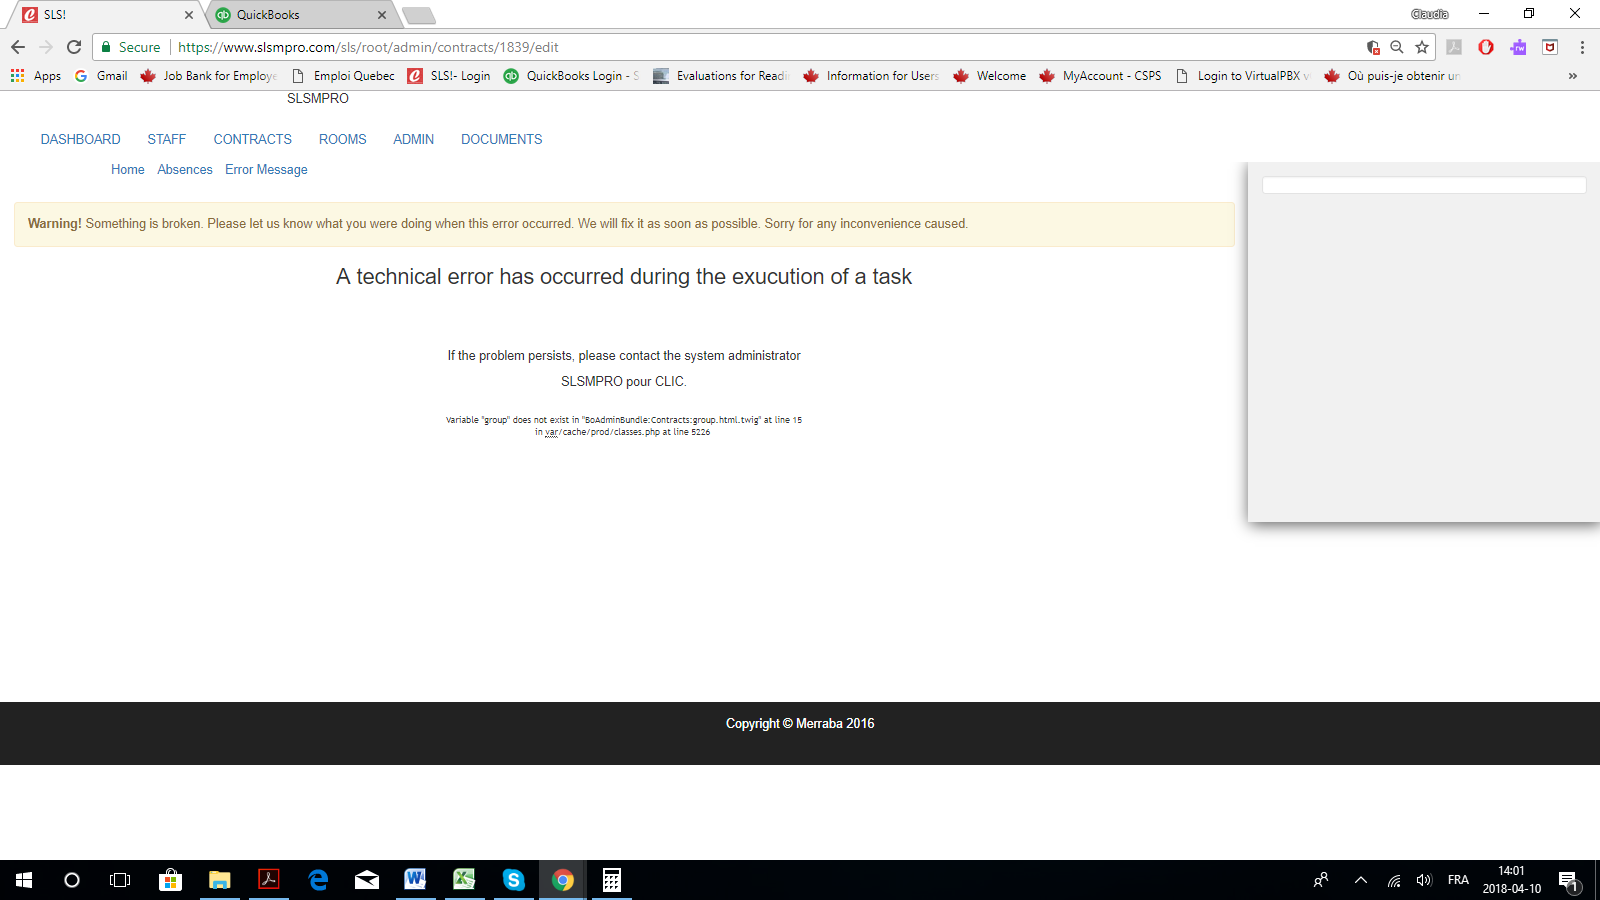 SLS!
QuickBooks
Claudia
Secure https://www.slsmpro.com/sls/root/admin/contracts/1839/edit
Apps Gmail Job Bank for Employe Emploi Quebec SLS!- Login QuickBooks Login - S Evaluations for Readi Information for Users Welcome MyAccount - CSPS Login to VirtualPBX v Où puis-je obtenir un »
SLSMPRO
DASHBOARD STAFF CONTRACTS ROOMS ADMIN DOCUMENTS
Home Absences Error Message
Warning! Something is broken. Please let us know what you were doing when this error occurred. We will fix it as soon as possible. Sorry for any inconvenience caused.
A technical error has occurred during the exucution of a task
If the problem persists, please contact the system administrator
SLSMPRO pour CLIC.
Variable "group" does not exist in "BoAdminBundle:Contracts:group.html.twig" at line 15
in var/cache/prod/classes.php at line 5226
Copyright © Merraba 2016
FRA
14:01
2018-04-10
1